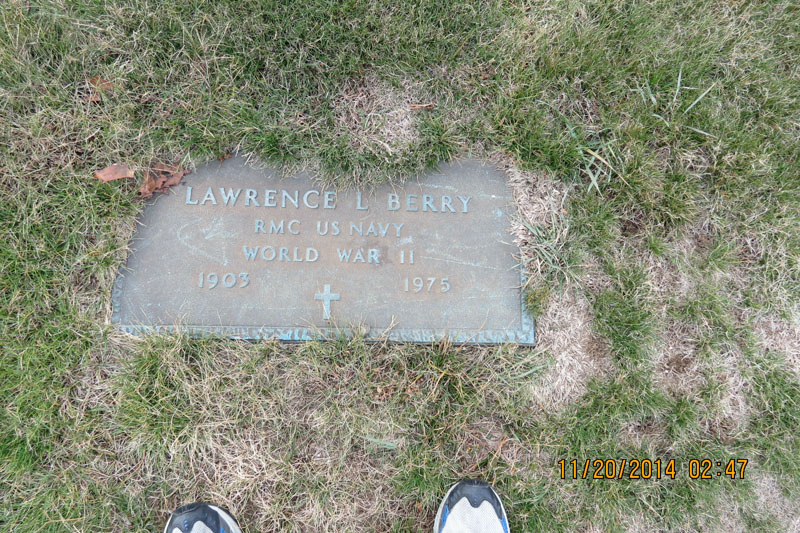 LAWRENCE L BERRY
RMC US NAVY
WORLD WAR II
1903 1975
11/20/2014 02:47